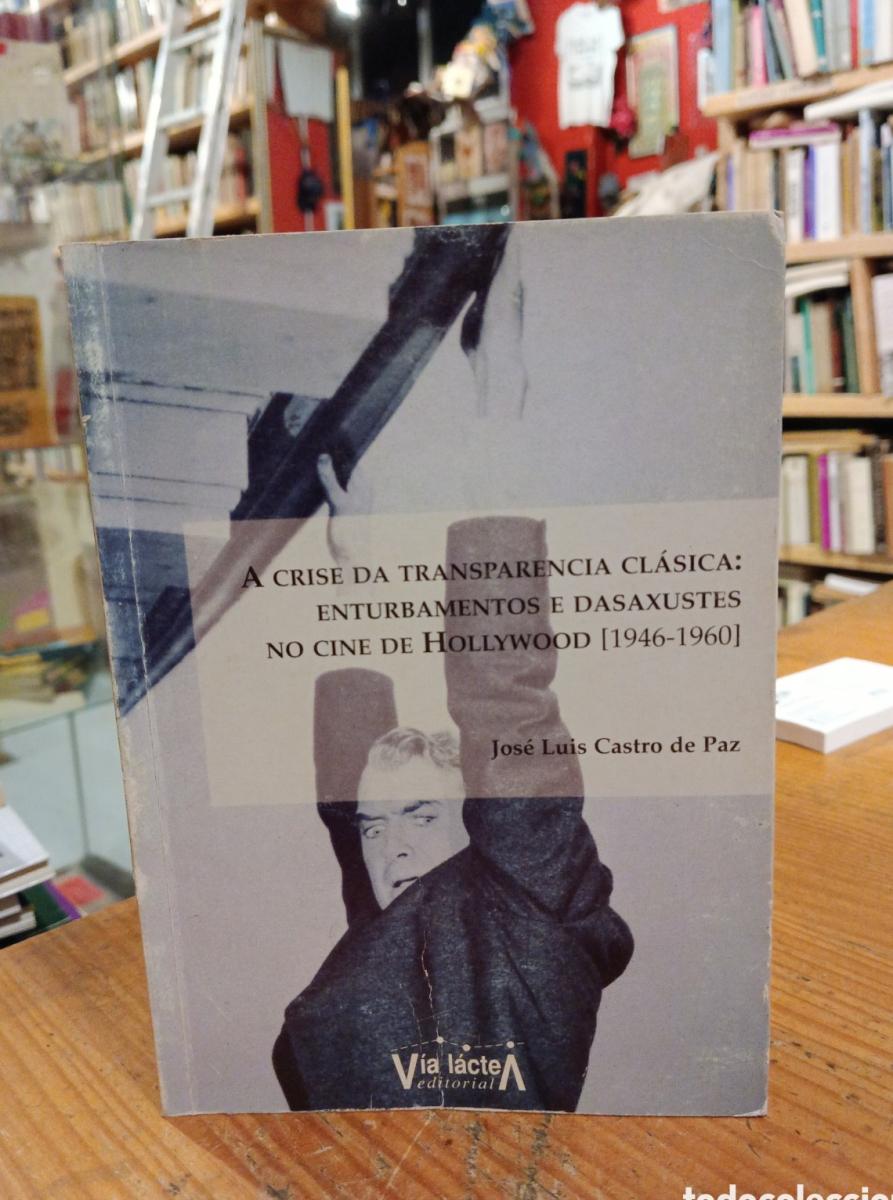 A CRISE DA TRANSPARENCIA CLÁSICA:
ENTURBAMENTOS E DASAXUSTES
NO CINE DE HOLLYWOOD [1946-1960]
José Luis Castro de Paz
Vía lácteA
editorial